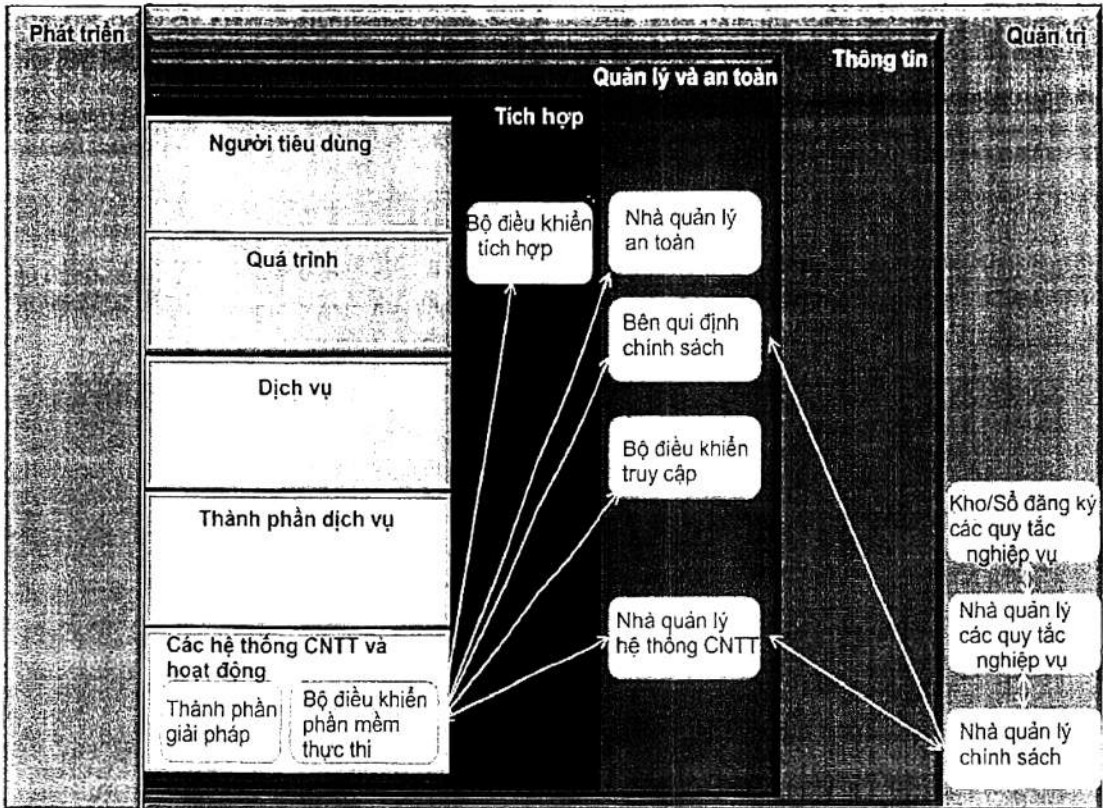 Phát triển
Quản trị
Thông tin
Quản lý và an toàn
Tích hợp
Người tiêu dùng
Quá trình
Dịch vụ
Thành phần dịch vụ
Các hệ thống CNTT và
hoạt động
Thành phần
giải pháp
Bộ điều khiển
phần mềm
thực thi
Bộ điều khiển
tích hợp
Nhà quản lý
an toàn
Bên qui định
chính sách
Bộ điều khiển
truy cập
Nhà quản lý
hệ thống CNTT
Kho/Sổ đăng ký
các quy tắc
nghiệp vụ
Nhà quản lý
các quy tắc
nghiệp vụ
Nhà quản lý
chính sách